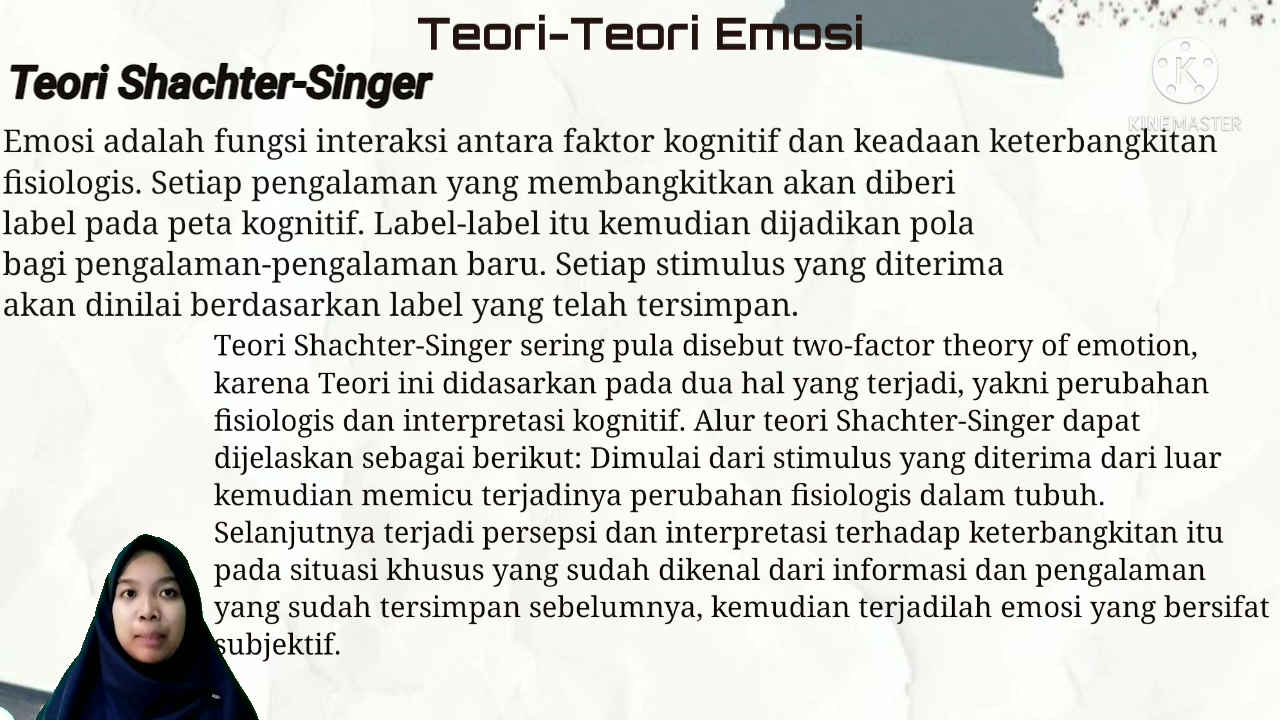 Teori-Teori Emosi
Teori Shachter-Singer
KINEMASTER
Emosi adalah fungsi interaksi antara faktor kognitif dan keadaan keterbangkitan
fisiologis. Setiap pengalaman yang membangkitkan akan diberi
label pada peta kognitif. Label-label itu kemudian dijadikan pola
bagi pengalaman-pengalaman baru. Setiap stimulus yang diterima
akan dinilai berdasarkan label yang telah tersimpan.
Teori Shachter-Singer sering pula disebut two-factor theory of emotion,
karena Teori ini didasarkan pada dua hal yang terjadi, yakni perubahan
fisiologis dan interpretasi kognitif. Alur teori Shachter-Singer dapat
dijelaskan sebagai berikut: Dimulai dari stimulus yang diterima dari luar
kemudian memicu terjadinya perubahan fisiologis dalam tubuh.
Selanjutnya terjadi persepsi dan interpretasi terhadap keterbangkitan itu
pada situasi khusus yang sudah dikenal dari informasi dan pengalaman
yang sudah tersimpan sebelumnya, kemudian terjadilah emosi yang bersifat
subjektif.